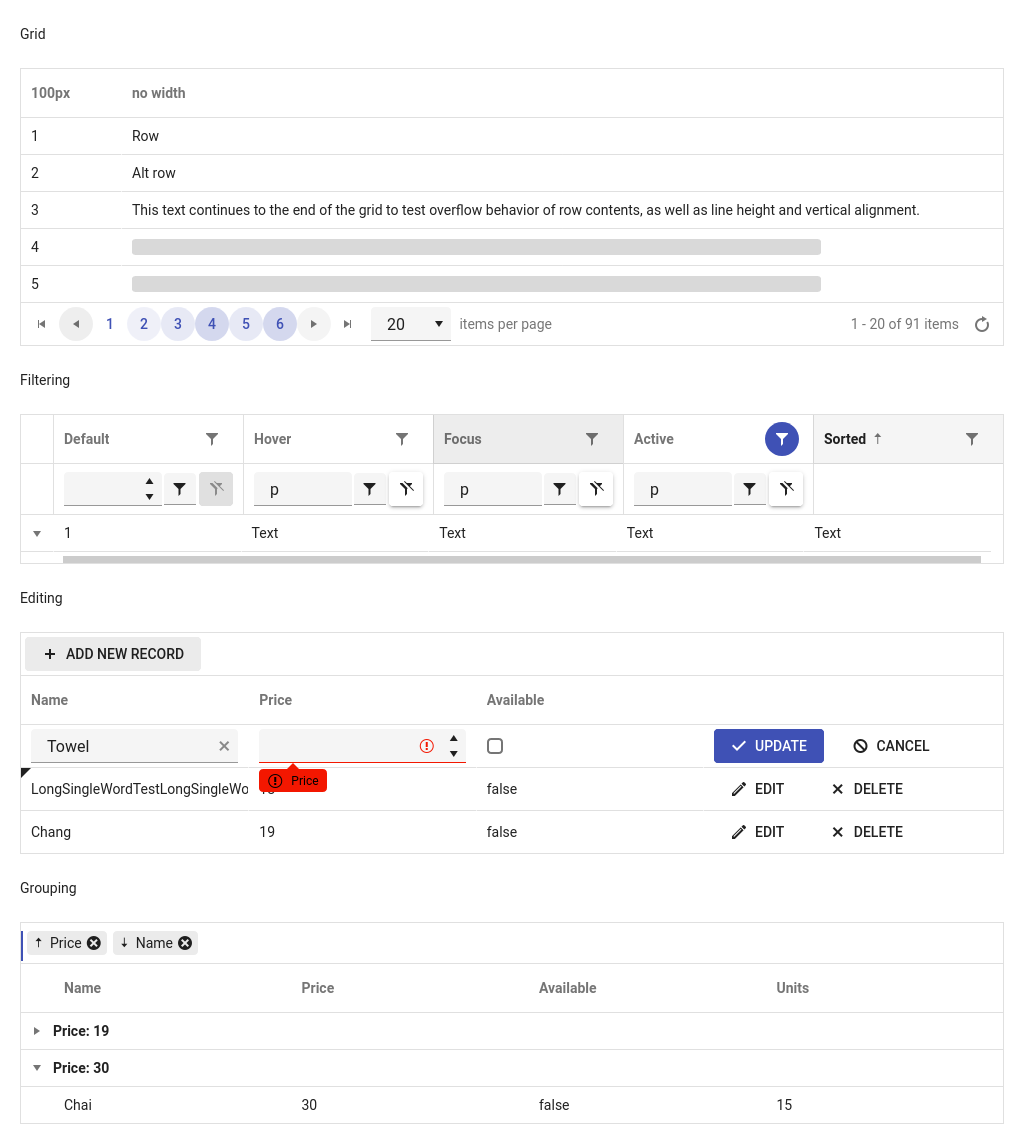 Grid
100px no width
1 Row
2 Alt row
3 This text continues to the end of the grid to test overflow behavior of row contents, as well as line height and vertical alignment.
4
5
1 2 3 4 5 6 20 items per page 1 - 20 of 91 items
Filtering
Default Hover Focus Active Sorted ↑
p p p
1 Text Text Text Text
Editing
+ ADD NEW RECORD
Name Price Available
Towel UPDATE CANCEL
Price
LongSingleWordTestLongSingleWo false EDIT DELETE
Chang 19 false EDIT DELETE
Grouping
↑ Price ↓ Name
Name Price Available Units
Price: 19
Price: 30
Chai 30 false 15